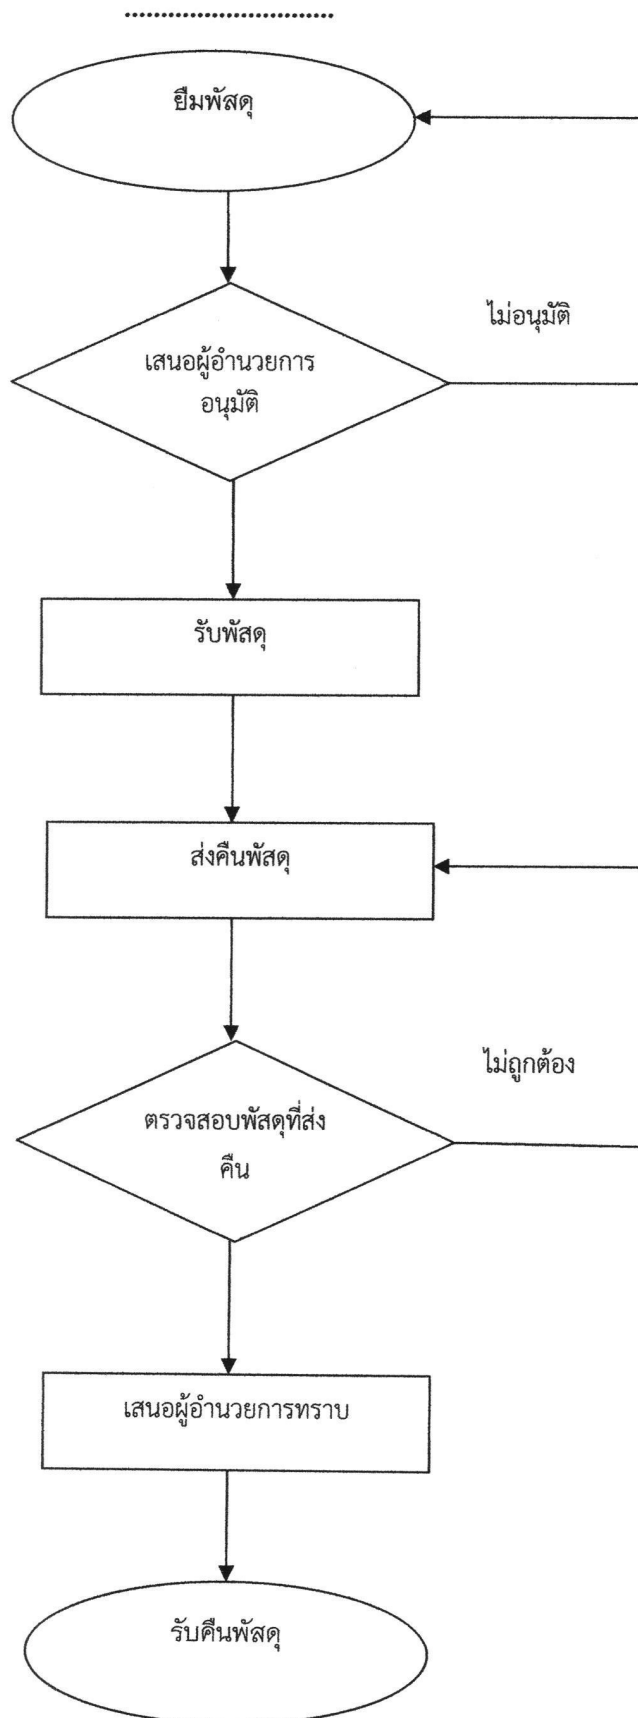 ................................
ยืมพัสดุ
ไม่อนุมัติ
เสนอผู้อำนวยการ
อนุมัติ
รับพัสดุ
ส่งคืนพัสดุ
ไม่ถูกต้อง
ตรวจสอบพัสดุที่ส่ง
คืน
เสนอผู้อำนวยการทราบ
รับคืนพัสดุ